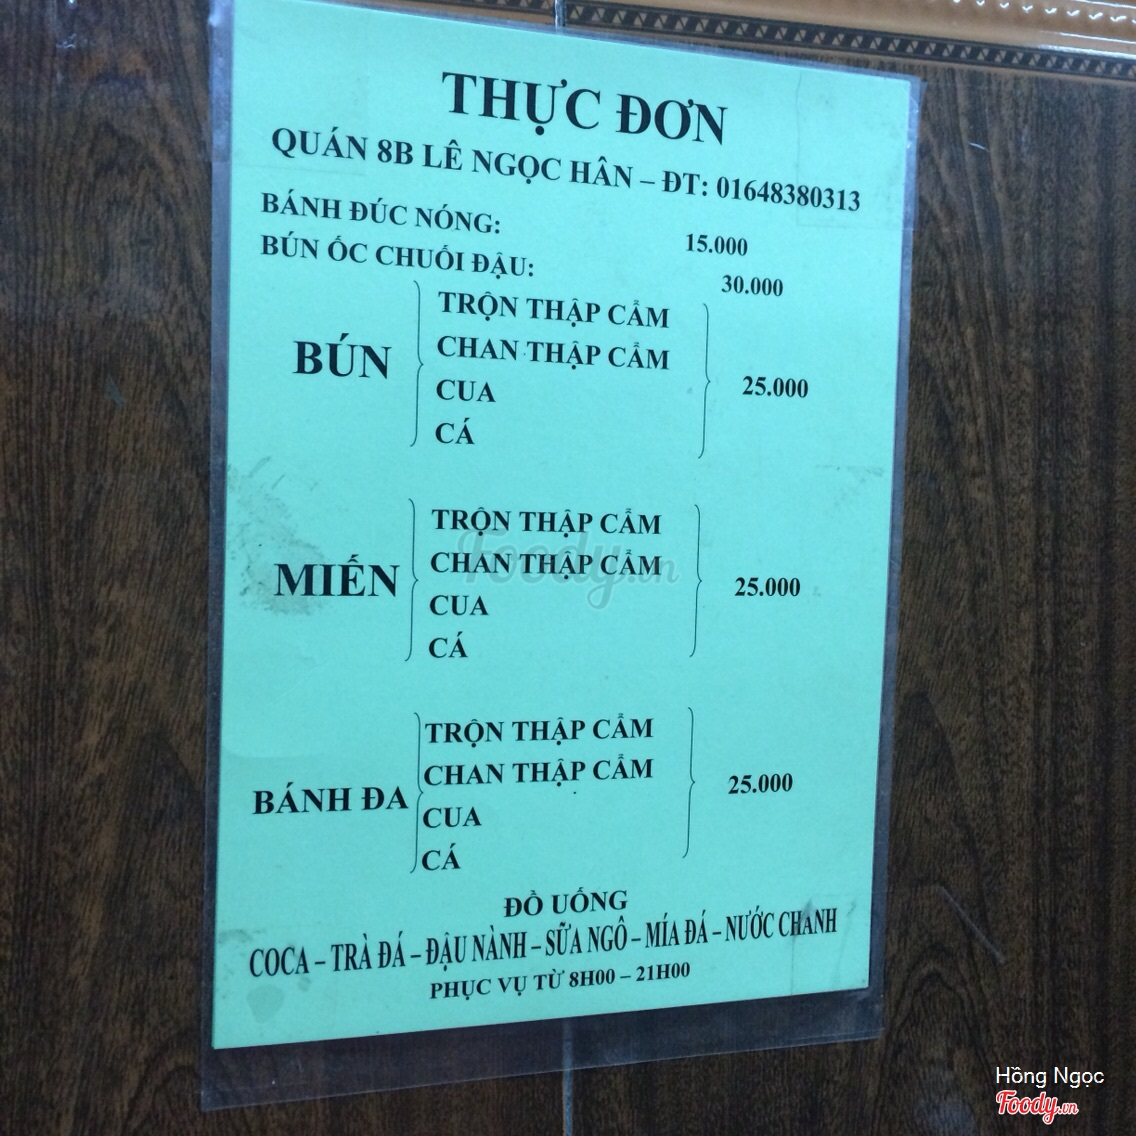 THỰC ĐƠN
QUÁN 8B LÊ NGỌC HÂN – ĐT: 01648380313
BÁNH ĐÚC NÓNG: 15.000
BÚN ỐC CHUỐI ĐẬU: 30.000
BÚN
TRỘN THẬP CẨM
CHAN THẬP CẨM
CUA
CÁ
25.000
MIẾN
TRỘN THẬP CẨM
CHAN THẬP CẨM
CUA
CÁ
25.000
BÁNH ĐA
TRỘN THẬP CẨM
CHAN THẬP CẨM
CUA
CÁ
25.000
ĐỒ UỐNG
COCA – TRÀ ĐÁ – ĐẬU NÀNH – SỮA NGÔ – MÍA ĐÁ – NƯỚC CHANH
PHỤC VỤ TỪ 8H00 – 21H00
Foody.vn
Hồng Ngọc
Foody.vn